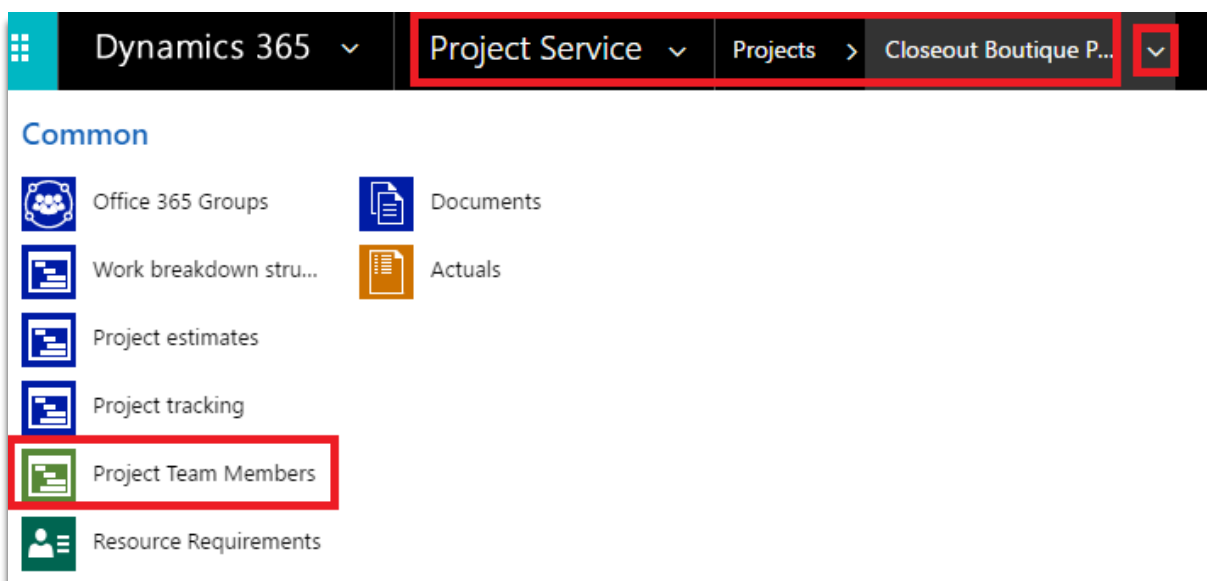 Dynamics 365 Project Service Projects > Closeout Boutique P...
Common
Office 365 Groups
Documents
Work breakdown stru...
Actuals
Project estimates
Project tracking
Project Team Members
Resource Requirements